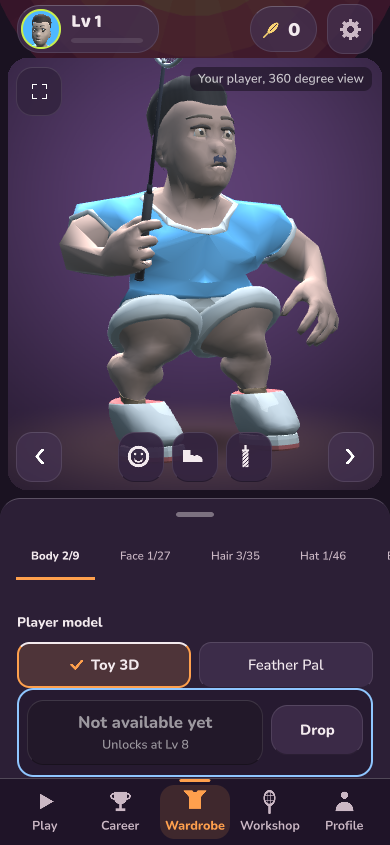 Lv 1
0
Your player, 360 degree view
Body 2/9
Face 1/27
Hair 3/35
Hat 1/46
Player model
Toy 3D
Feather Pal
Not available yet
Unlocks at Lv 8
Drop
Play
Career
Wardrobe
Workshop
Profile